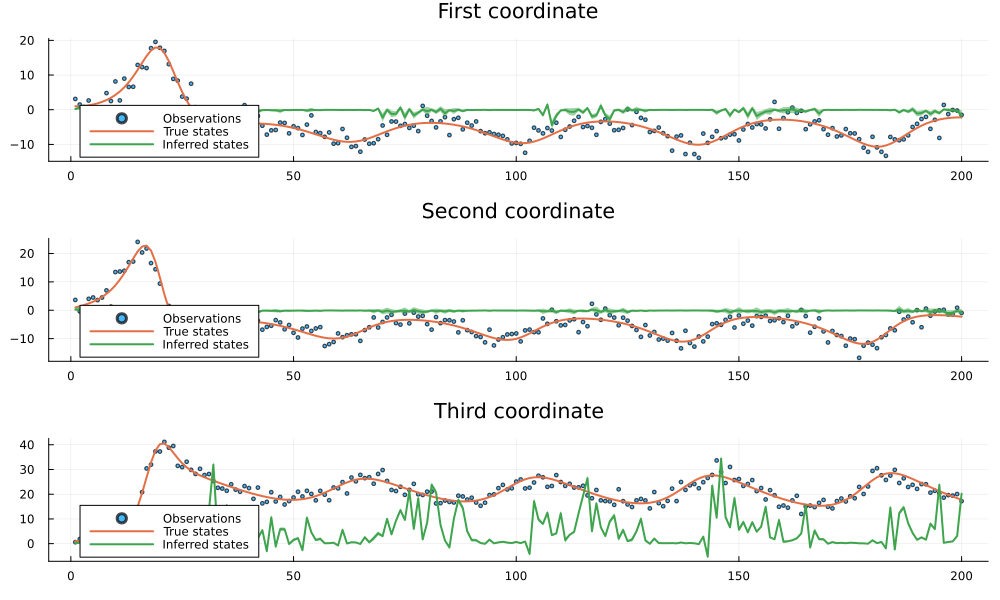 First coordinate
20
10
0
−10
Observations
True states
Inferred states
0 50 100 150 200
Second coordinate
20
10
0
−10
Observations
True states
Inferred states
0 50 100 150 200
Third coordinate
40
30
20
10
0
Observations
True states
Inferred states
0 50 100 150 200